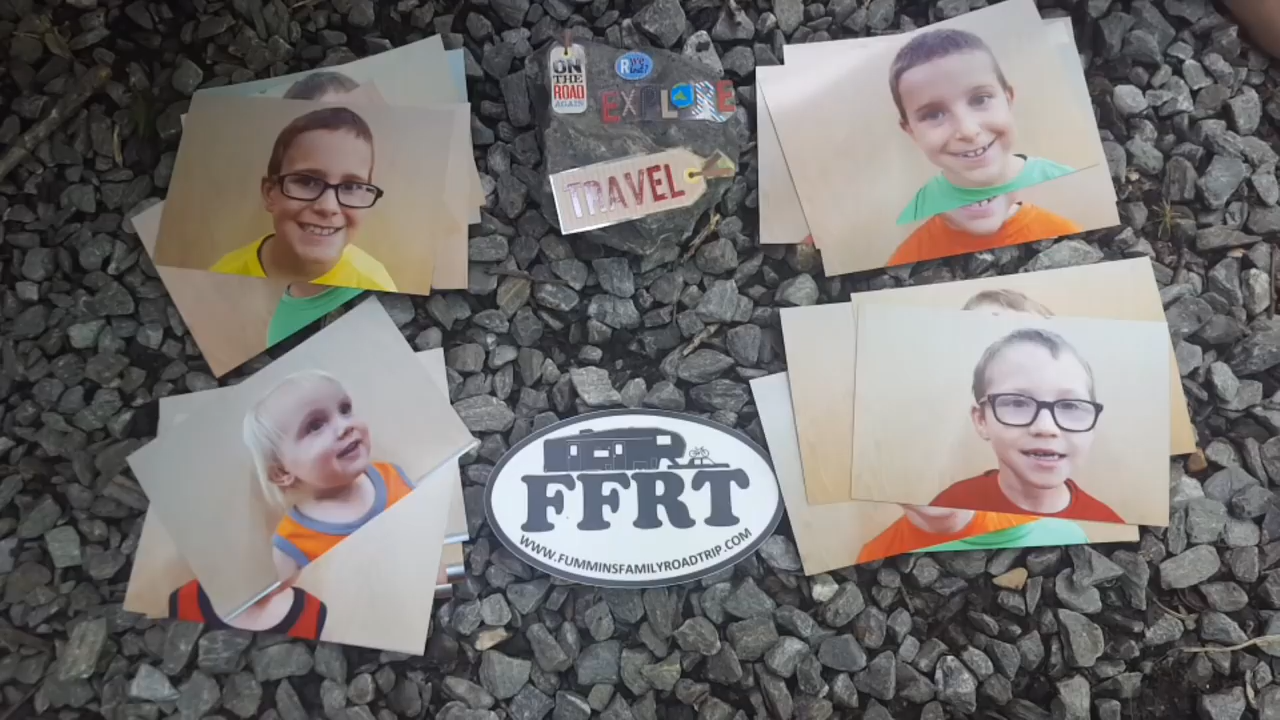 ON
THE
ROAD
AGAIN
EXPLORE
TRAVEL
FFRT
WWW.FUMMINSFAMILYROADTRIP.COM